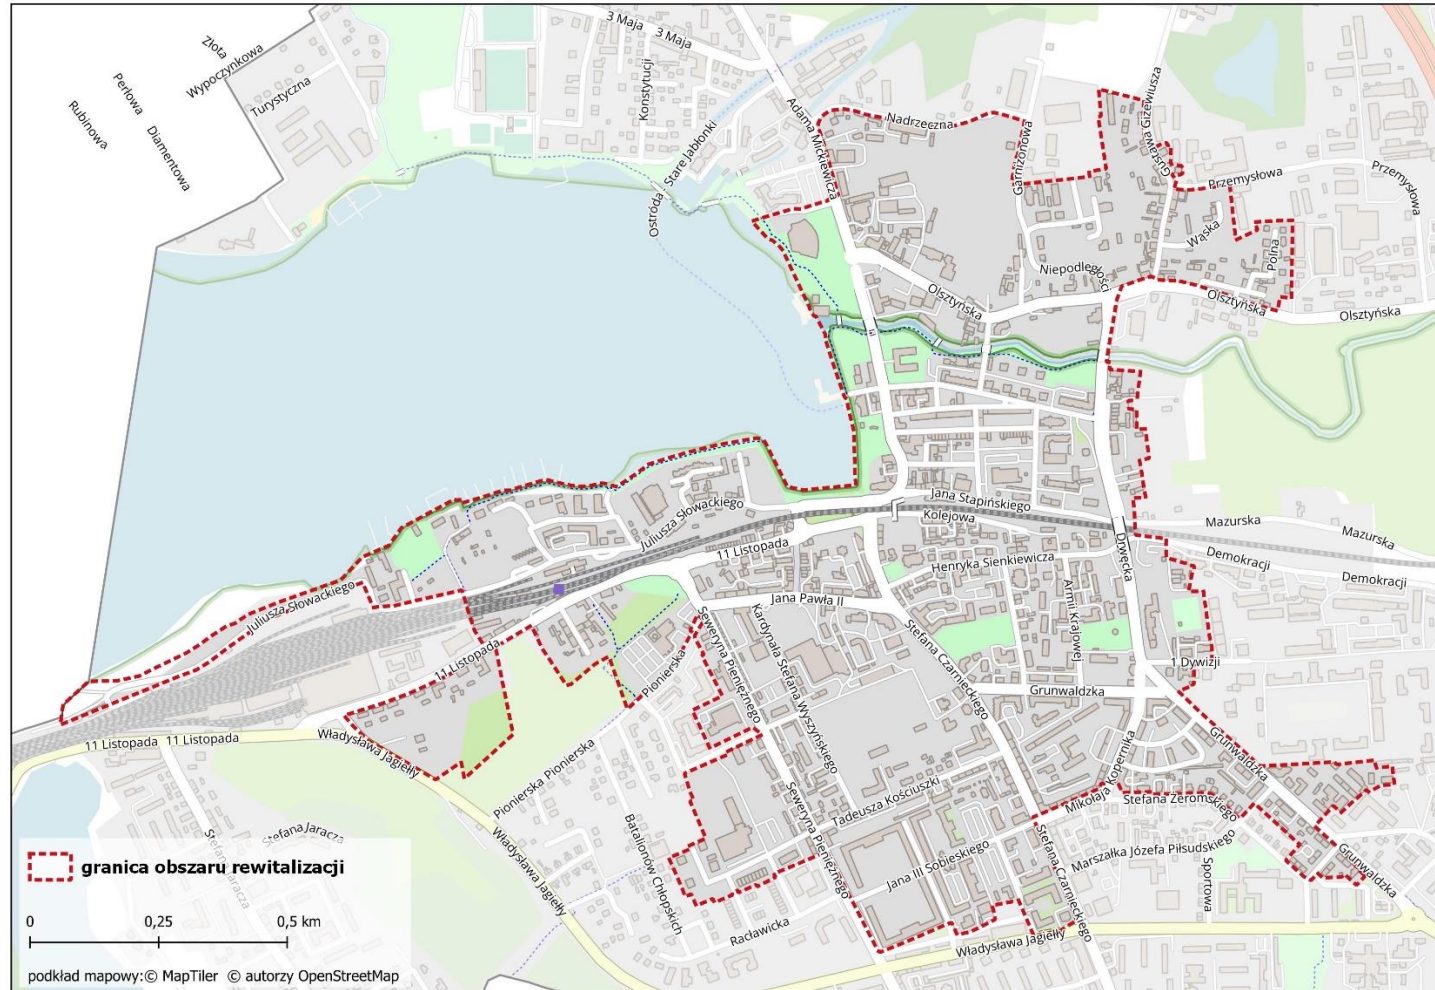 3 Maja
3 Maja
Złota
Wypoczynkowa
Turystyczna
Perłowa
Diamentowa
Rubinowa
Konstytucji
Stare Jabłonki
Ostróda
Adama Mickiewicza
Nadrzeczna
Garnizonowa
Gustawa Gizewiusza
Przemysłowa
Przemysłowa
Wąska
Polna
Niepodległości
Olsztyńska
Olsztyńska
Olsztyńska
Jana Stapińskiego
Kolejowa
Mazurska
Mazurska
Juliusza Słowackiego
11 Listopada
Drwęcka
Demokracji
Demokracji
Henryka Sienkiewicza
Juliusza Słowackiego
Jana Pawła II
Armii Krajowej
Seweryna Pieniężnego
Kardynała Stefana Wyszyńskiego
Stefana Czarnieckiego
11 Listopada
Pionierska
1 Dywizji
Grunwaldzka
11 Listopada
11 Listopada
Władysława Jagiełły
Pionierska
Pionierska
Mikołaja Kopernika
Grunwaldzka
Seweryna Pieniężnego
Tadeusza Kościuszki
Stefana Żeromskiego
Stefana Jaracza
Stefana Jaracza
Władysława Jagiełły
Batalionów Chłopskich
Jana III Sobieskiego
Marszałka Józefa Piłsudskiego
Stefana Czarnieckiego
Sportowa
Grunwaldzka
Racławicka
Władysława Jagiełły
granica obszaru rewitalizacji
0 0,25 0,5 km
podkład mapowy:© MapTiler © autorzy OpenStreetMap